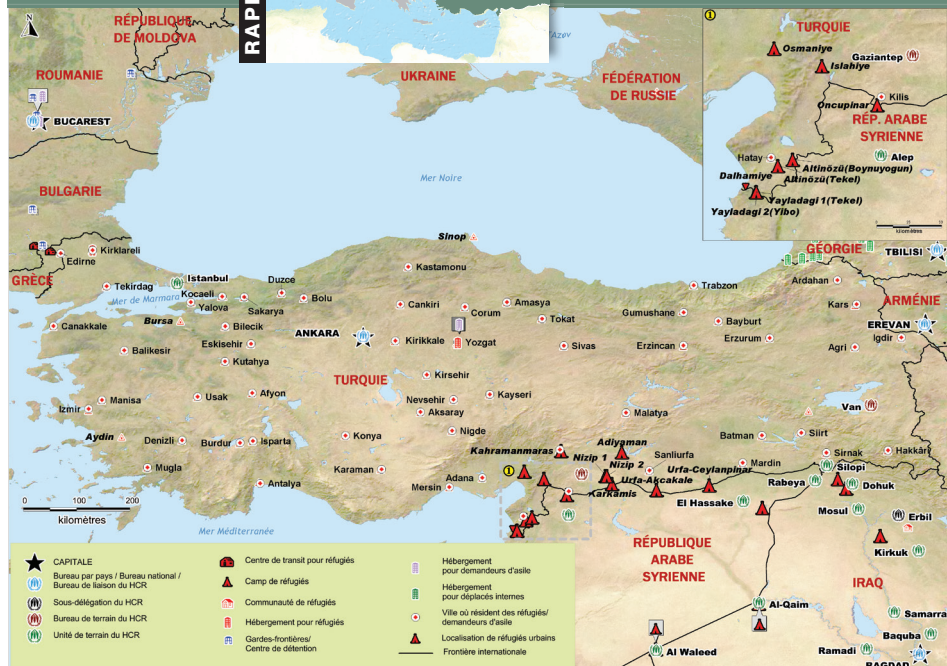 RAPP
d'Azov
N
RÉPUBLIQUE
DE MOLDOVA
ROUMANIE
BUCAREST
UKRAINE
FÉDÉRATION
DE RUSSIE
BULGARIE
Mer Noire
GRÈCE
Kirklareli
Edirne
Tekirdag
Istanbul
Mer de Marmara
Kocaeli
Yalova
Sakarya
Duzce
Bolu
Canakkale
Bursa
Bilecik
Balikesir
Eskisehir
Kutahya
ANKARA
Kastamonu
Sinop
Cankiri
Corum
Amasya
Tokat
Kirikkale
Yozgat
Sivas
Trabzon
Gumushane
Bayburt
Erzincan
Erzurum
GÉORGIE
TBILISI
Ardahan
Kars
ARMÉNIE
EREVAN
Igdir
Agri
TURQUIE
Kirsehir
Nevsehir
Kayseri
Aksaray
Nigde
Malatya
Izmir
Manisa
Usak
Afyon
Aydin
Denizli
Burdur
Isparta
Konya
Mugla
Antalya
Karaman
Mersin
Adana
Kahramanmaras
Adiyaman
Nizip 1
Nizip 2
Sanliurfa
Karkamis
Urfa-Akcakale
Urfa-Ceylanpinar
Mardin
Batman
Siirt
Van
Sirnak
Hakkâri
Silopi
Rabeya
Dohuk
El Hassake
Mosul
Erbil
Kirkuk
RÉPUBLIQUE
ARABE
SYRIENNE
IRAQ
Al-Qaim
Al Waleed
Samarra
Baquba
Ramadi
BAGDAD
1
0 50 100 200
kilomètres
Mer Méditerranée
1
TURQUIE
Osmaniye
Islahiye
Gaziantep
Kilis
Oncupinar
RÉP. ARABE
SYRIENNE
Alep
Hatay
Altinözü(Boynuyogun)
Dalhamiye
Altinözü(Tekel)
Yayladagi 1(Tekel)
Yayladagi 2(Yibo)
kilomètres
CAPITALE
Bureau par pays / Bureau national /
Bureau de liaison du HCR
Sous-délégation du HCR
Bureau de terrain du HCR
Unité de terrain du HCR
Centre de transit pour réfugiés
Camp de réfugiés
Communauté de réfugiés
Hébergement pour réfugiés
Gardes-frontières/
Centre de détention
Hébergement
pour demandeurs d'asile
Hébergement
pour déplacés internes
Ville où résident des réfugiés/
demandeurs d'asile
Localisation de réfugiés urbains
Frontière internationale